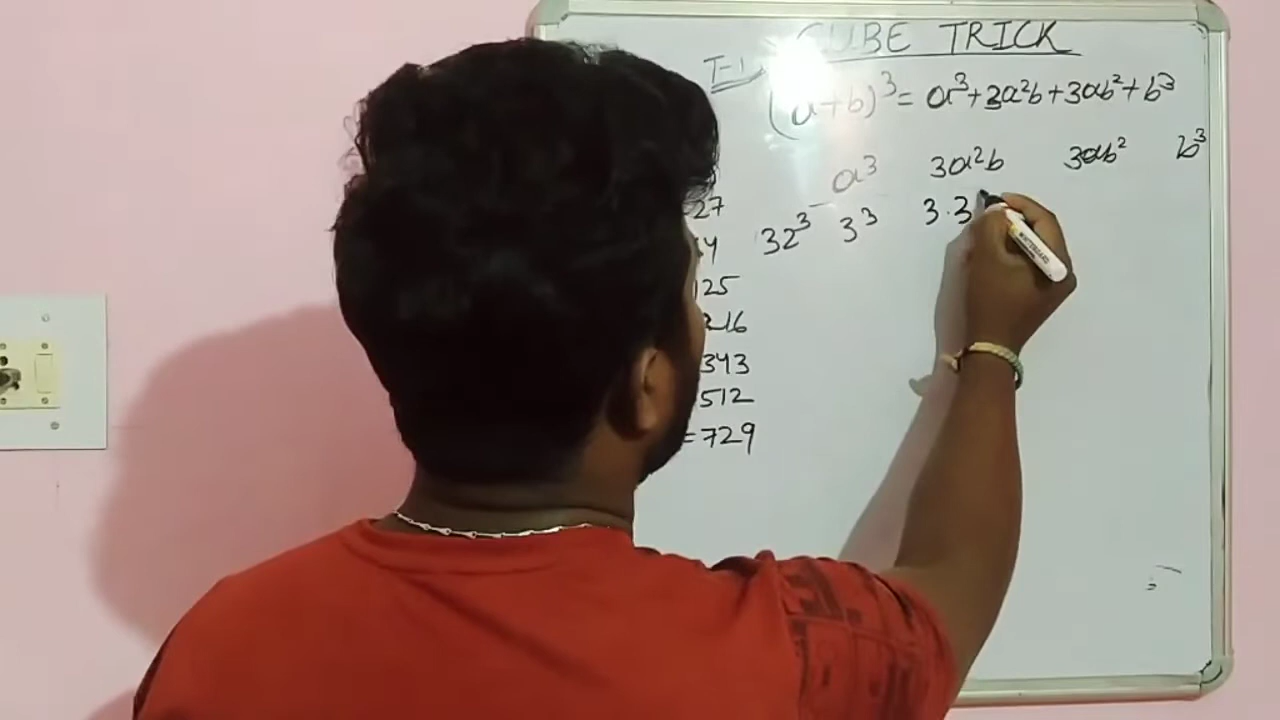 CUBE TRICK
T-1
(a+b)³ = a³+3a²b+3ab²+b³
a³ 3a²b 3ab² b³
32³ 3³ 3·3
27
4
125
216
343
512
=729
=